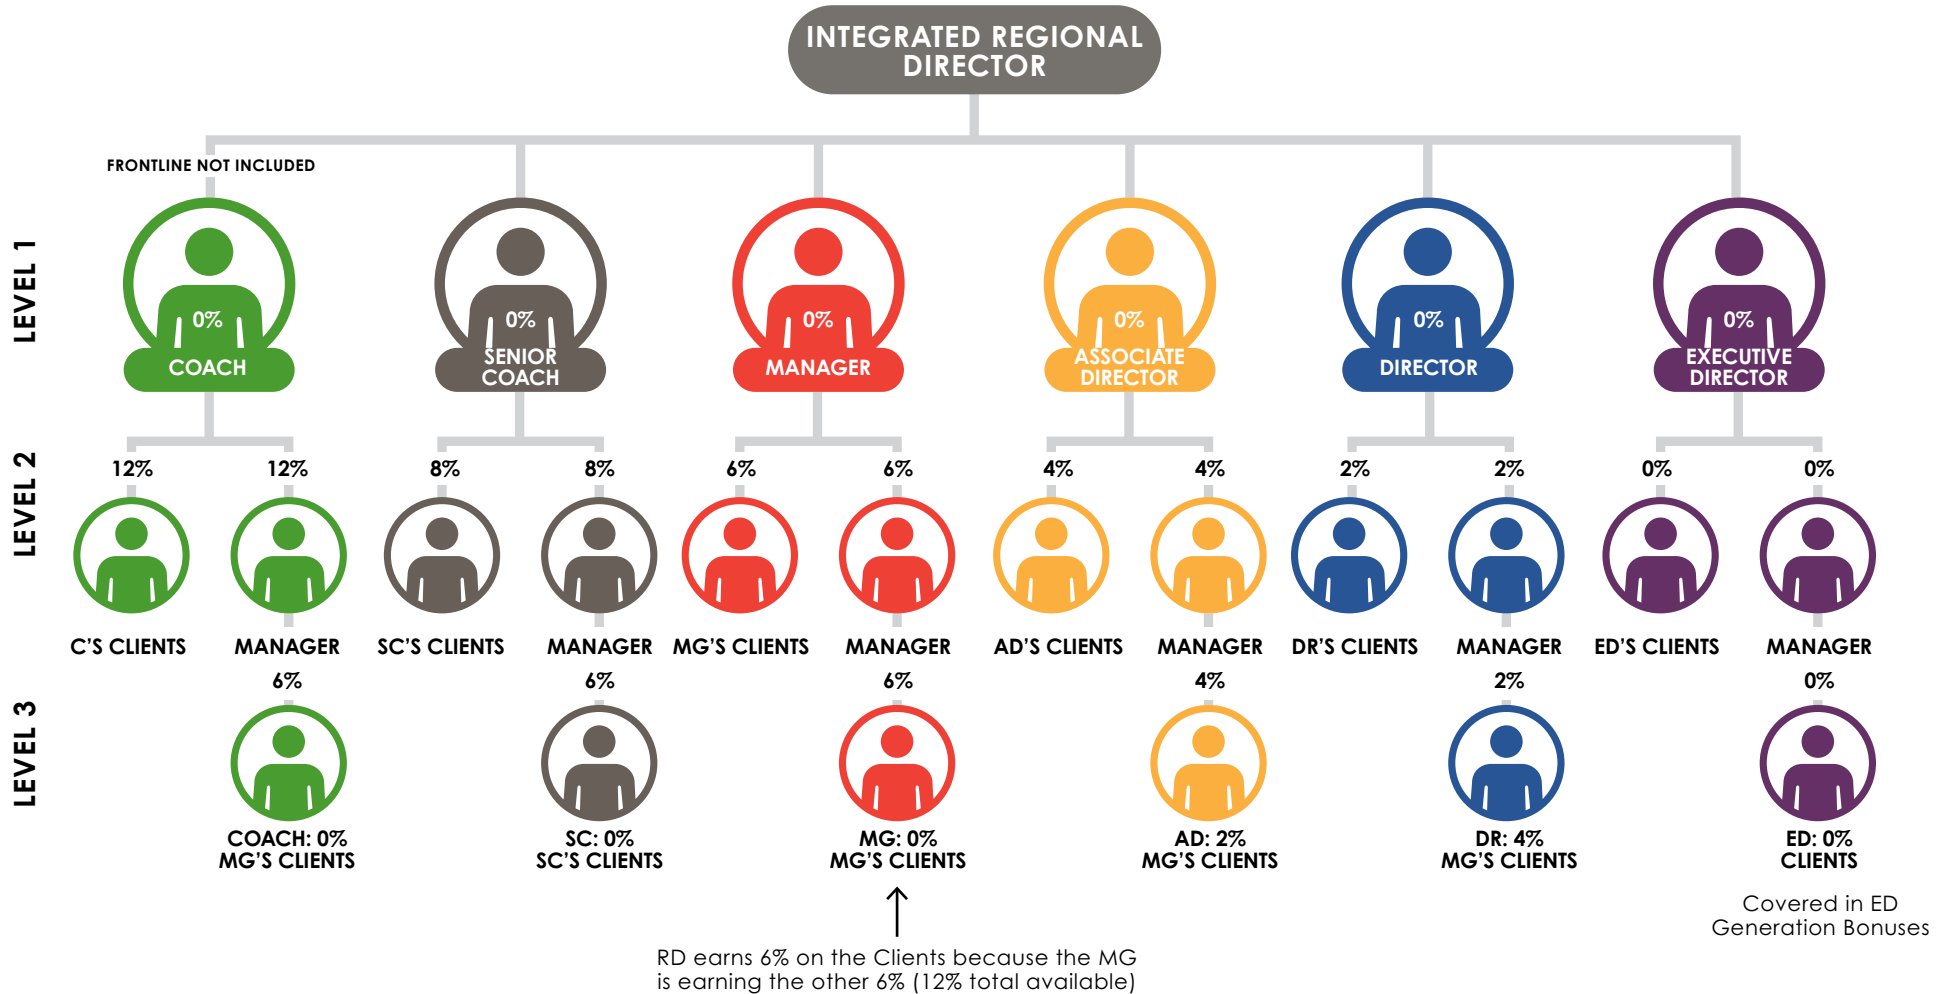 INTEGRATED REGIONAL
DIRECTOR
FRONTLINE NOT INCLUDED
LEVEL 1
0%
COACH
0%
SENIOR
COACH
0%
MANAGER
0%
ASSOCIATE
DIRECTOR
0%
DIRECTOR
0%
EXECUTIVE
DIRECTOR
LEVEL 2
12%
12%
8%
8%
6%
6%
4%
4%
2%
2%
0%
0%
C'S CLIENTS
MANAGER
SC'S CLIENTS
MANAGER
MG'S CLIENTS
MANAGER
AD'S CLIENTS
MANAGER
DR'S CLIENTS
MANAGER
ED'S CLIENTS
MANAGER
LEVEL 3
6%
6%
6%
4%
2%
0%
COACH: 0%
MG'S CLIENTS
SC: 0%
SC'S CLIENTS
MG: 0%
MG'S CLIENTS
AD: 2%
MG'S CLIENTS
DR: 4%
MG'S CLIENTS
ED: 0%
CLIENTS
Covered in ED
Generation Bonuses
RD earns 6% on the Clients because the MG
is earning the other 6% (12% total available)